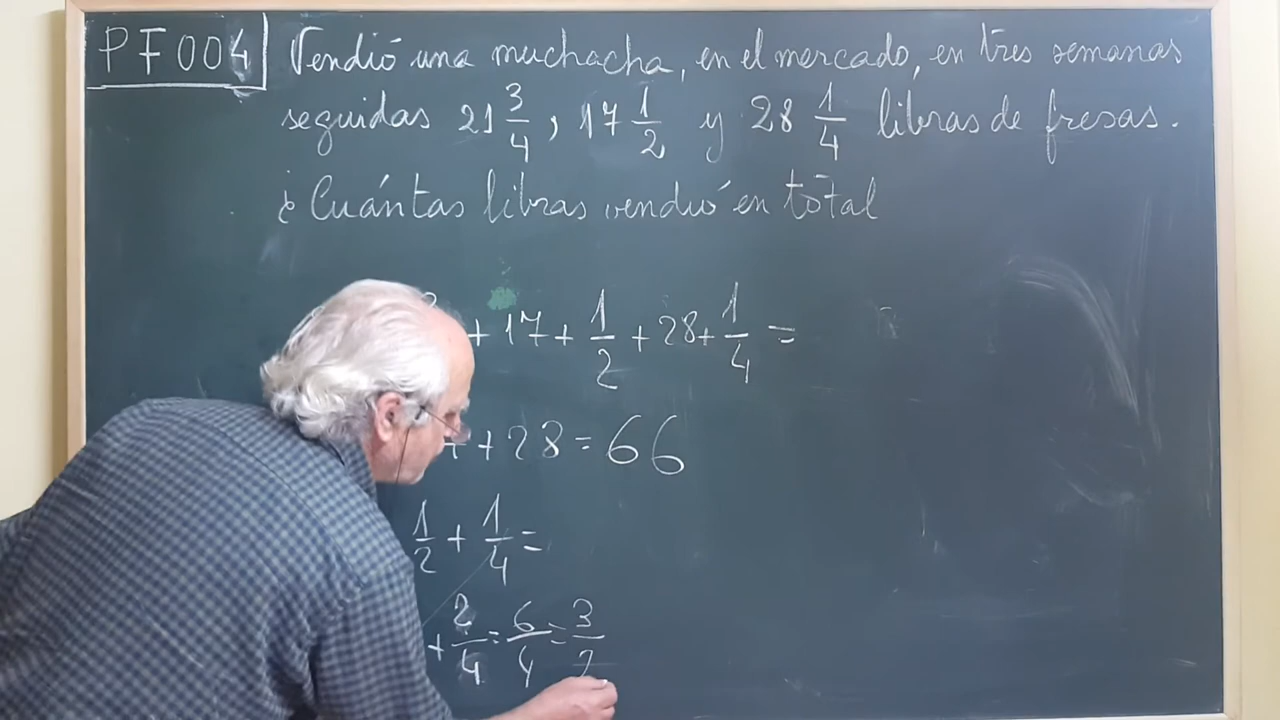 PF004 Vendió una muchacha, en el mercado, en tres semanas
seguidas 21 3/4, 17 1/2 y 28 1/4 libras de fresas.
¿Cuántas libras vendió en total
+ 17 + 1/2 + 28 + 1/4 =
+ 28 = 66
1/2 + 1/4 =
+ 2/4 = 6/4 = 3/2